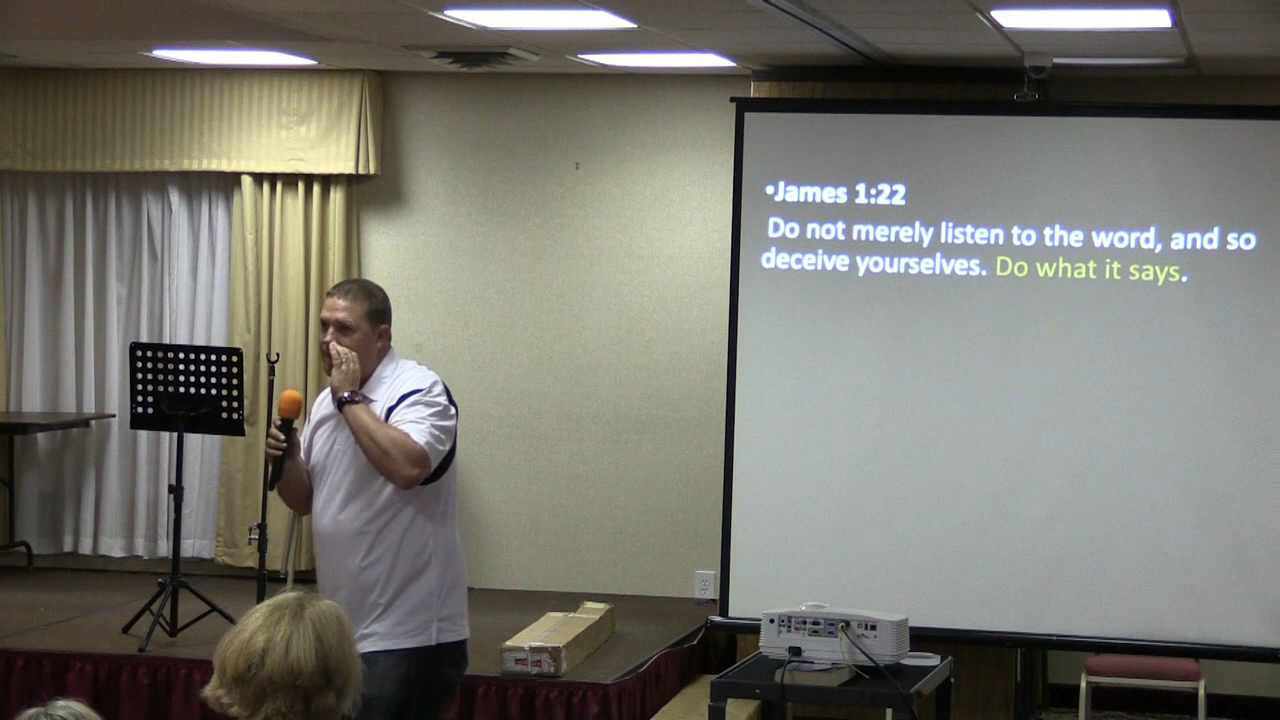 •James 1:22
Do not merely listen to the word, and so
deceive yourselves. Do what it says.